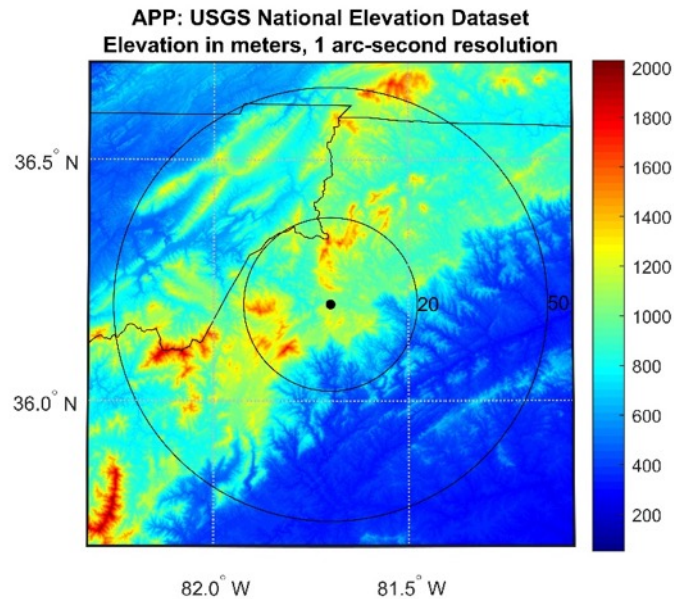 APP: USGS National Elevation Dataset
Elevation in meters, 1 arc-second resolution
2000
1800
1600
1400
1200
1000
800
600
400
200
36.5° N
36.0° N
20
50
82.0° W
81.5° W